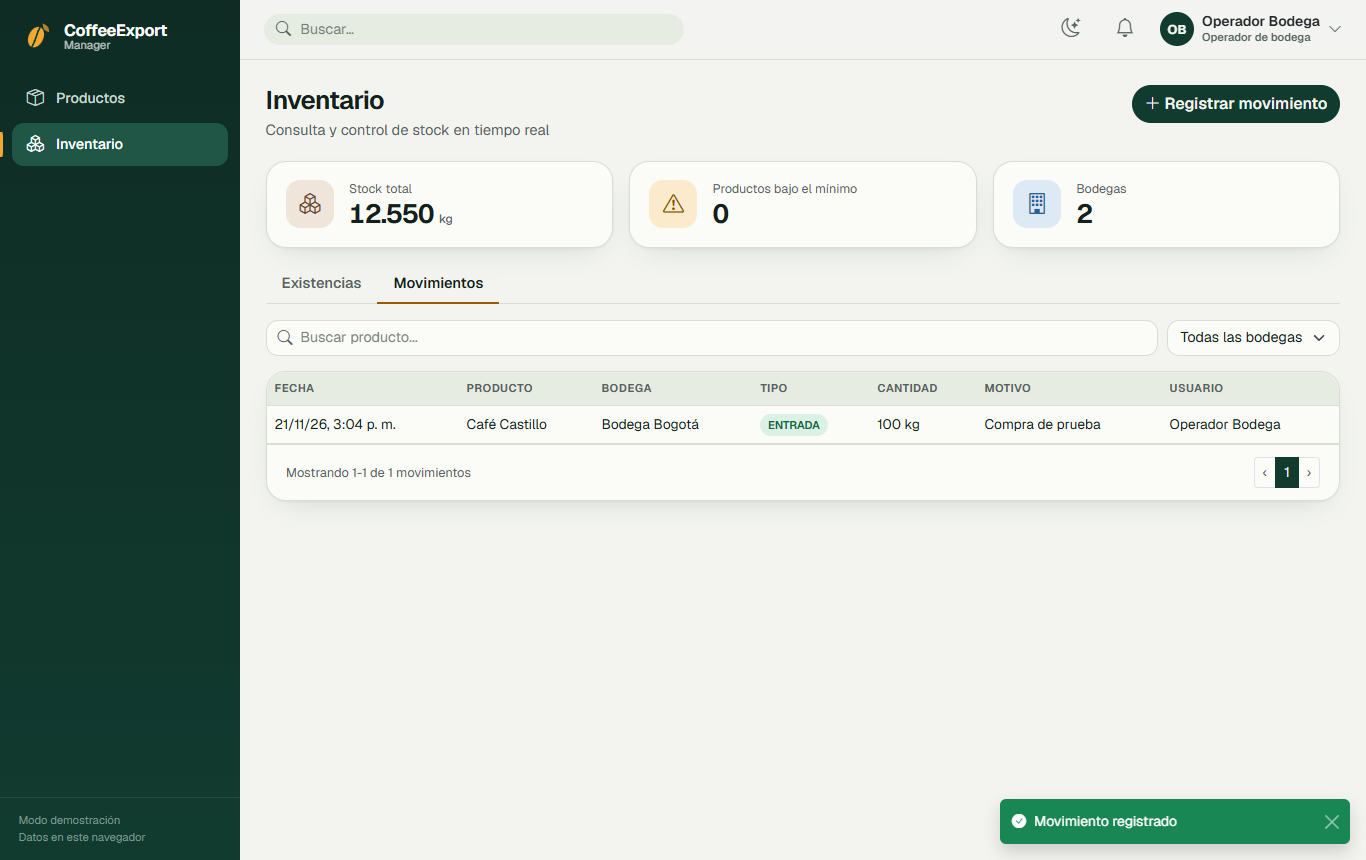 CoffeeExport
Manager
Buscar...
OB
Operador Bodega
Operador de bodega
Productos
Inventario
Inventario
Consulta y control de stock en tiempo real
+ Registrar movimiento
Stock total
12.550 kg
Productos bajo el mínimo
0
Bodegas
2
Existencias
Movimientos
Buscar producto...
Todas las bodegas
FECHA PRODUCTO BODEGA TIPO CANTIDAD MOTIVO USUARIO
21/11/26, 3:04 p. m. Café Castillo Bodega Bogotá ENTRADA 100 kg Compra de prueba Operador Bodega
Mostrando 1-1 de 1 movimientos
‹ 1 ›
Modo demostración
Datos en este navegador
Movimiento registrado